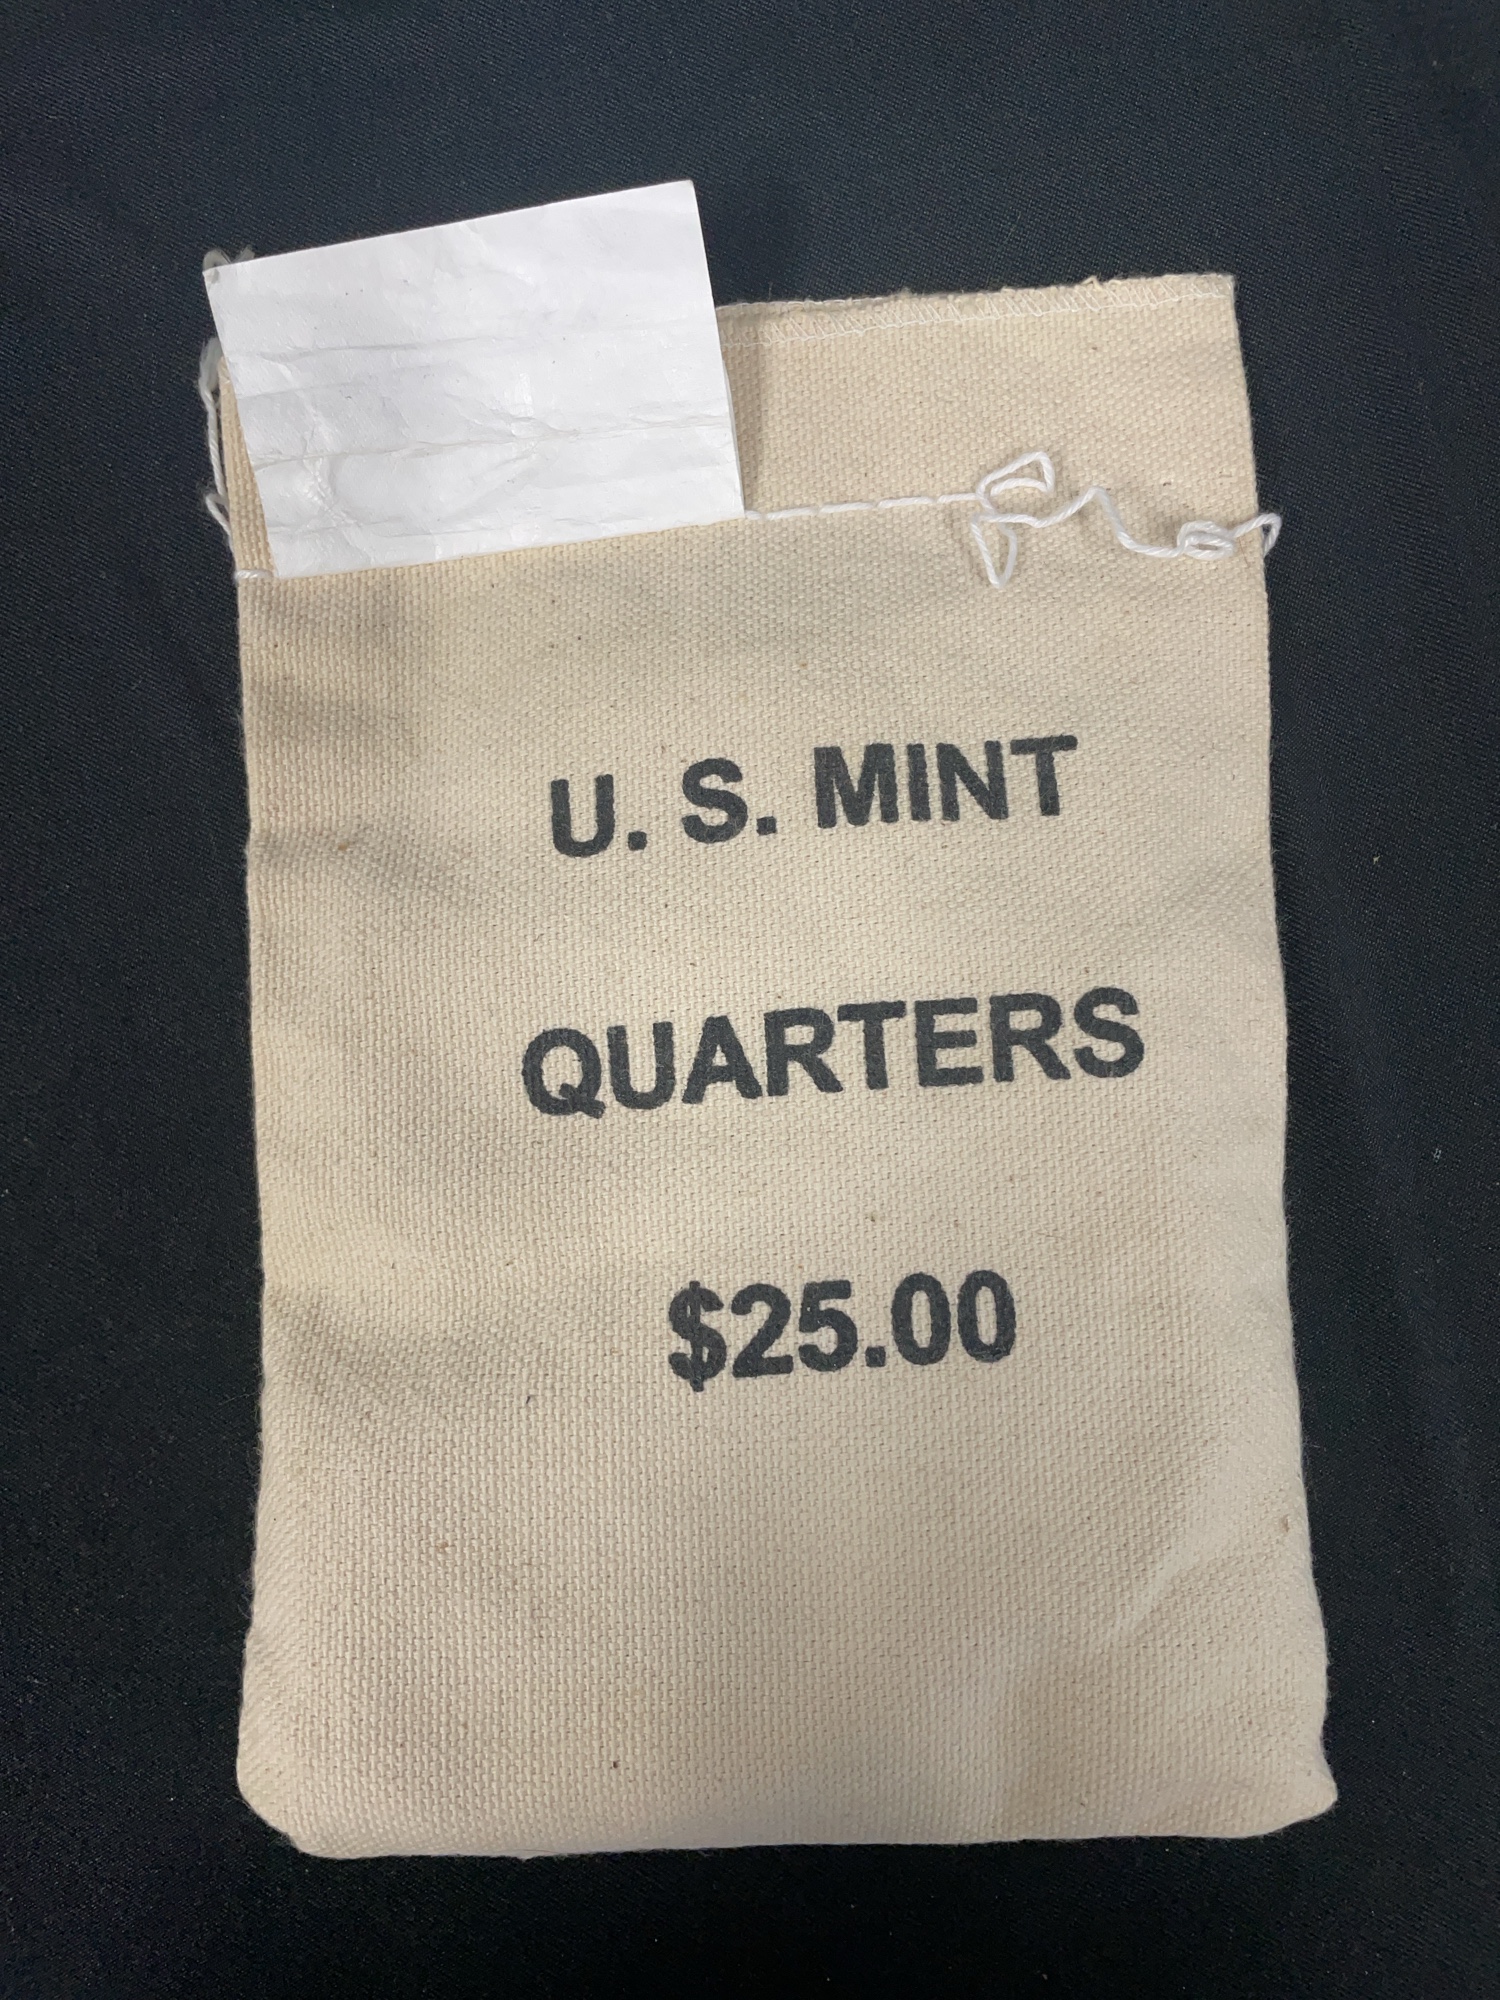 U. S. MINT
QUARTERS
$25.00